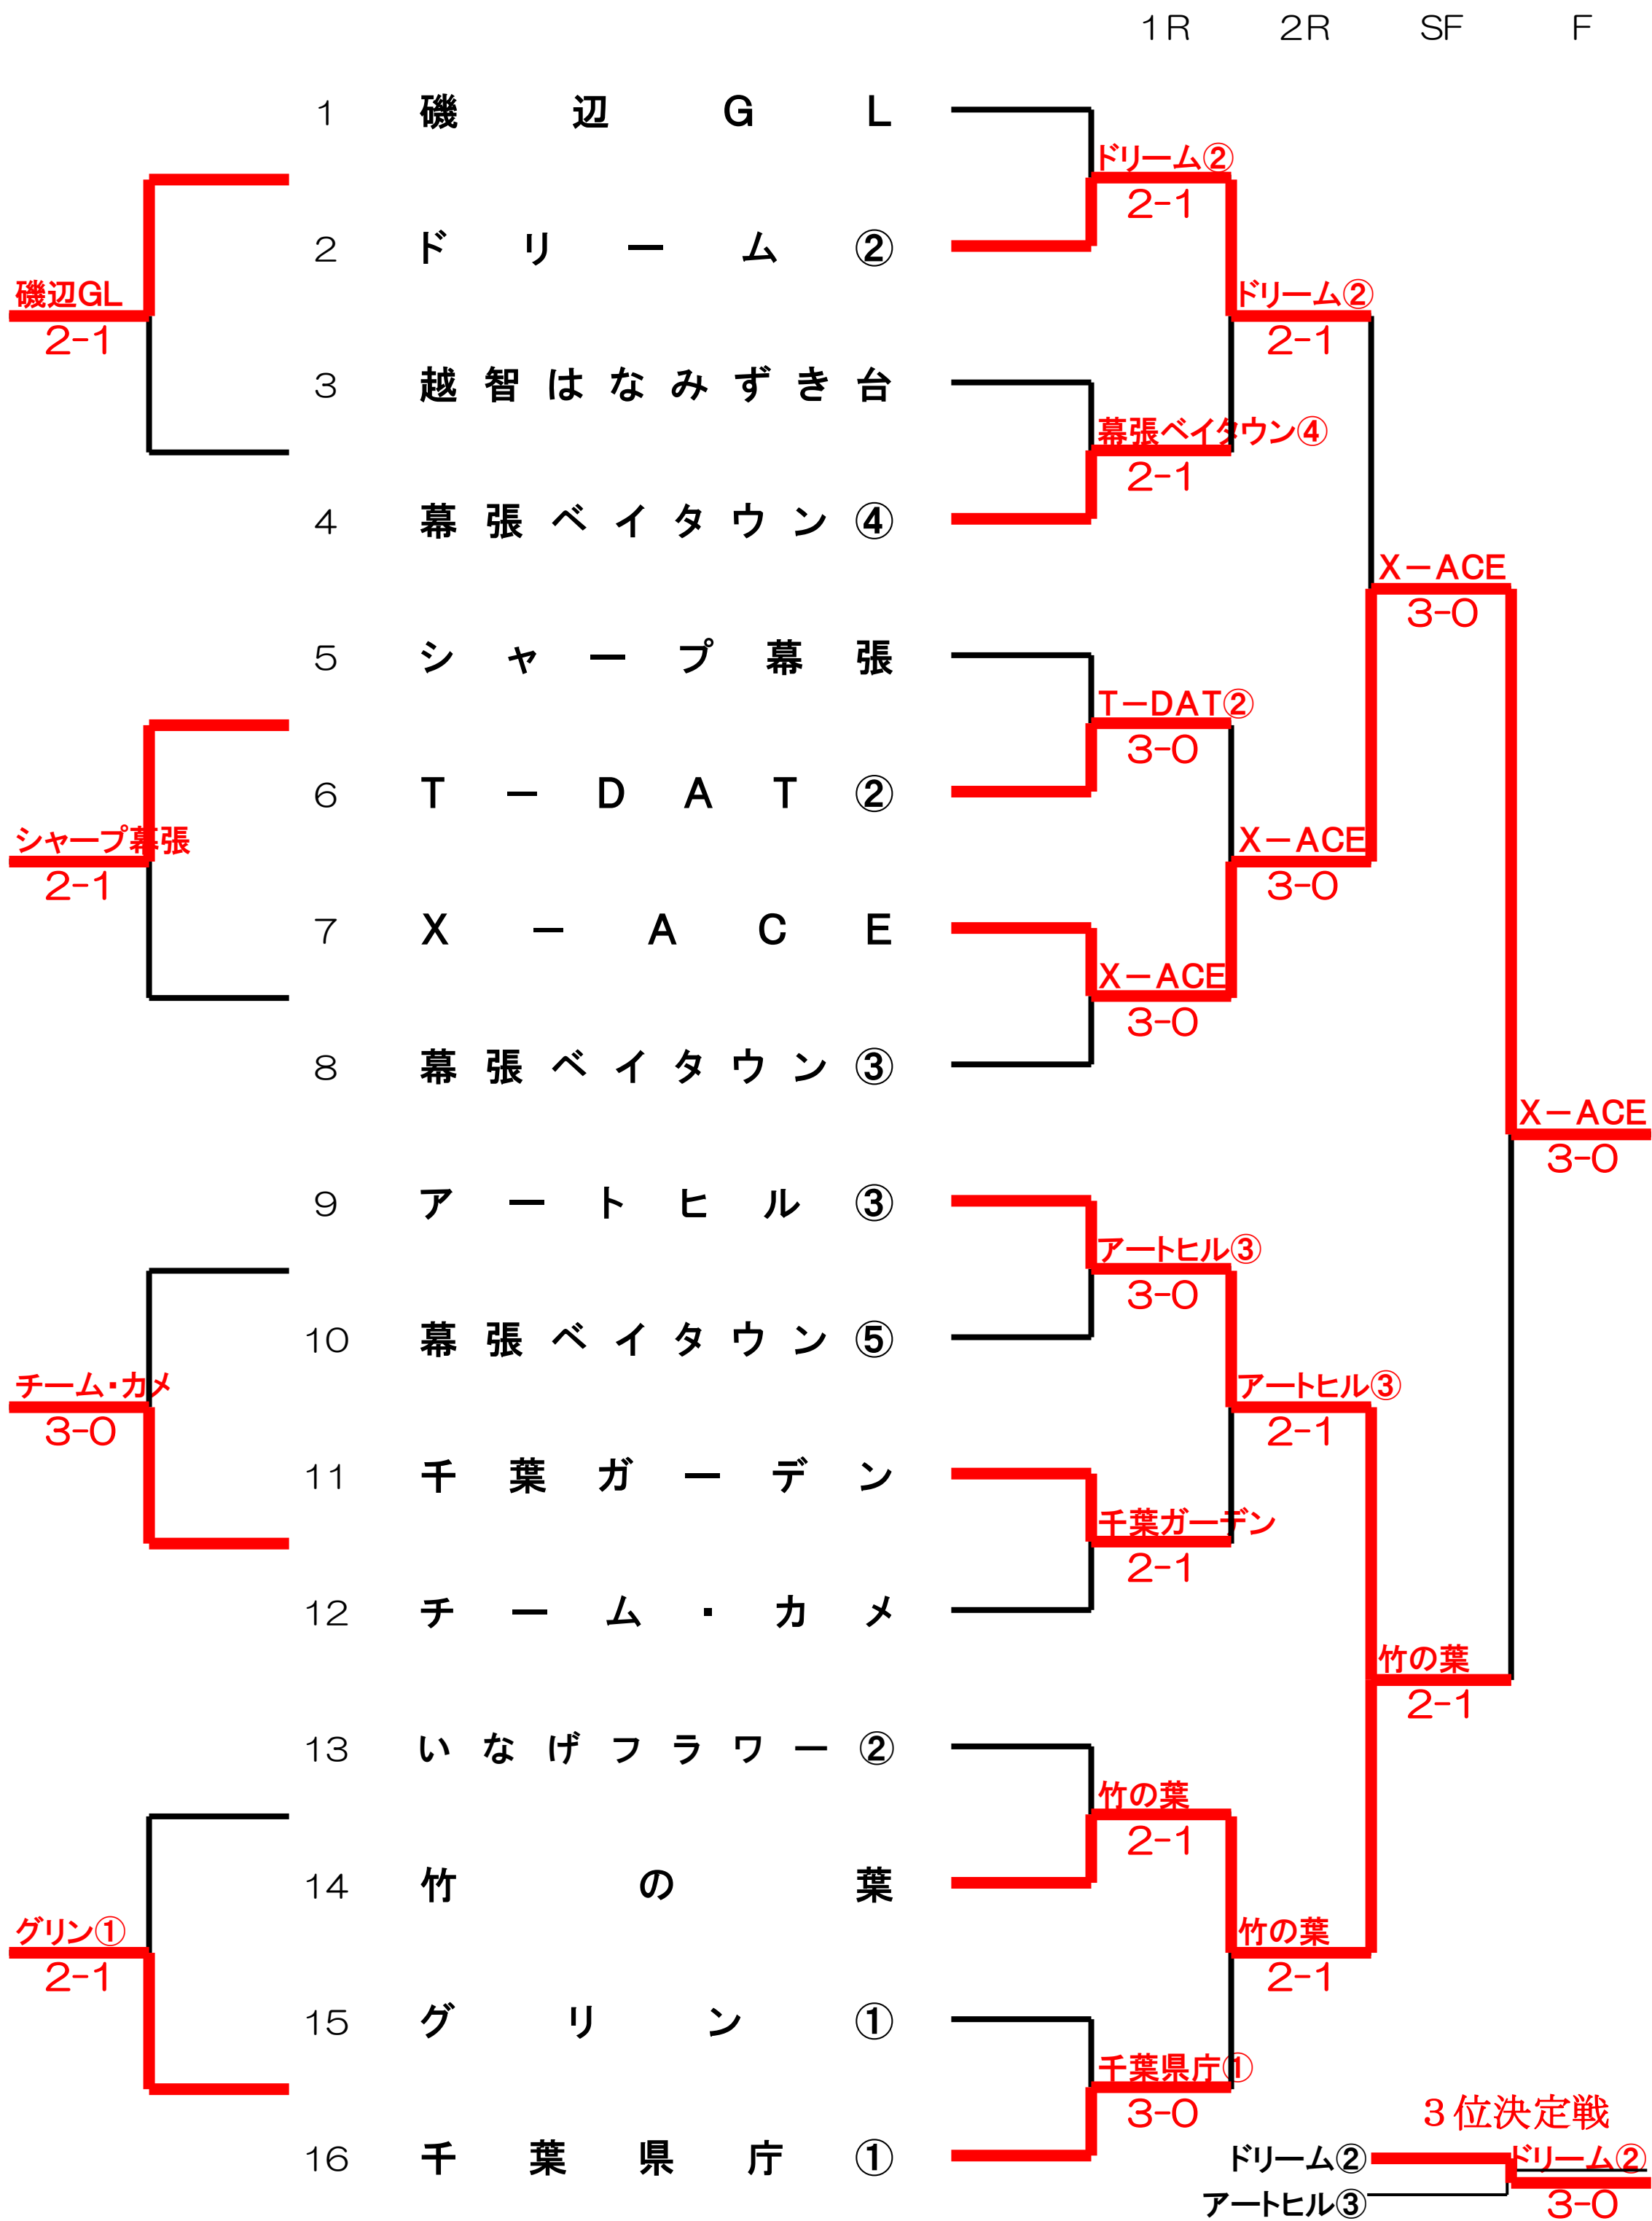 1R 2R SF F
1 磯辺GL
ドリーム②
2-1
2 ドリーム②
磯辺GL
2-1
ドリーム②
2-1
3 越智はなみずき台
幕張ベイタウン④
2-1
4 幕張ベイタウン④
X－ACE
3-0
5 シャープ幕張
T－DAT②
3-0
6 T－DAT②
シャープ幕張
2-1
X－ACE
3-0
7 X－ACE
X－ACE
3-0
8 幕張ベイタウン③
X－ACE
3-0
9 アートヒル③
アートヒル③
3-0
10 幕張ベイタウン⑤
チーム・カメ
3-0
アートヒル③
2-1
11 千葉ガーデン
千葉ガーデン
2-1
12 チーム・カメ
竹の葉
2-1
13 いなげフラワー②
竹の葉
2-1
14 竹の葉
グリン①
2-1
竹の葉
2-1
15 グリン①
千葉県庁①
3-0
16 千葉県庁①
３位決定戦
ドリーム②
ドリーム②
アートヒル③
3-0